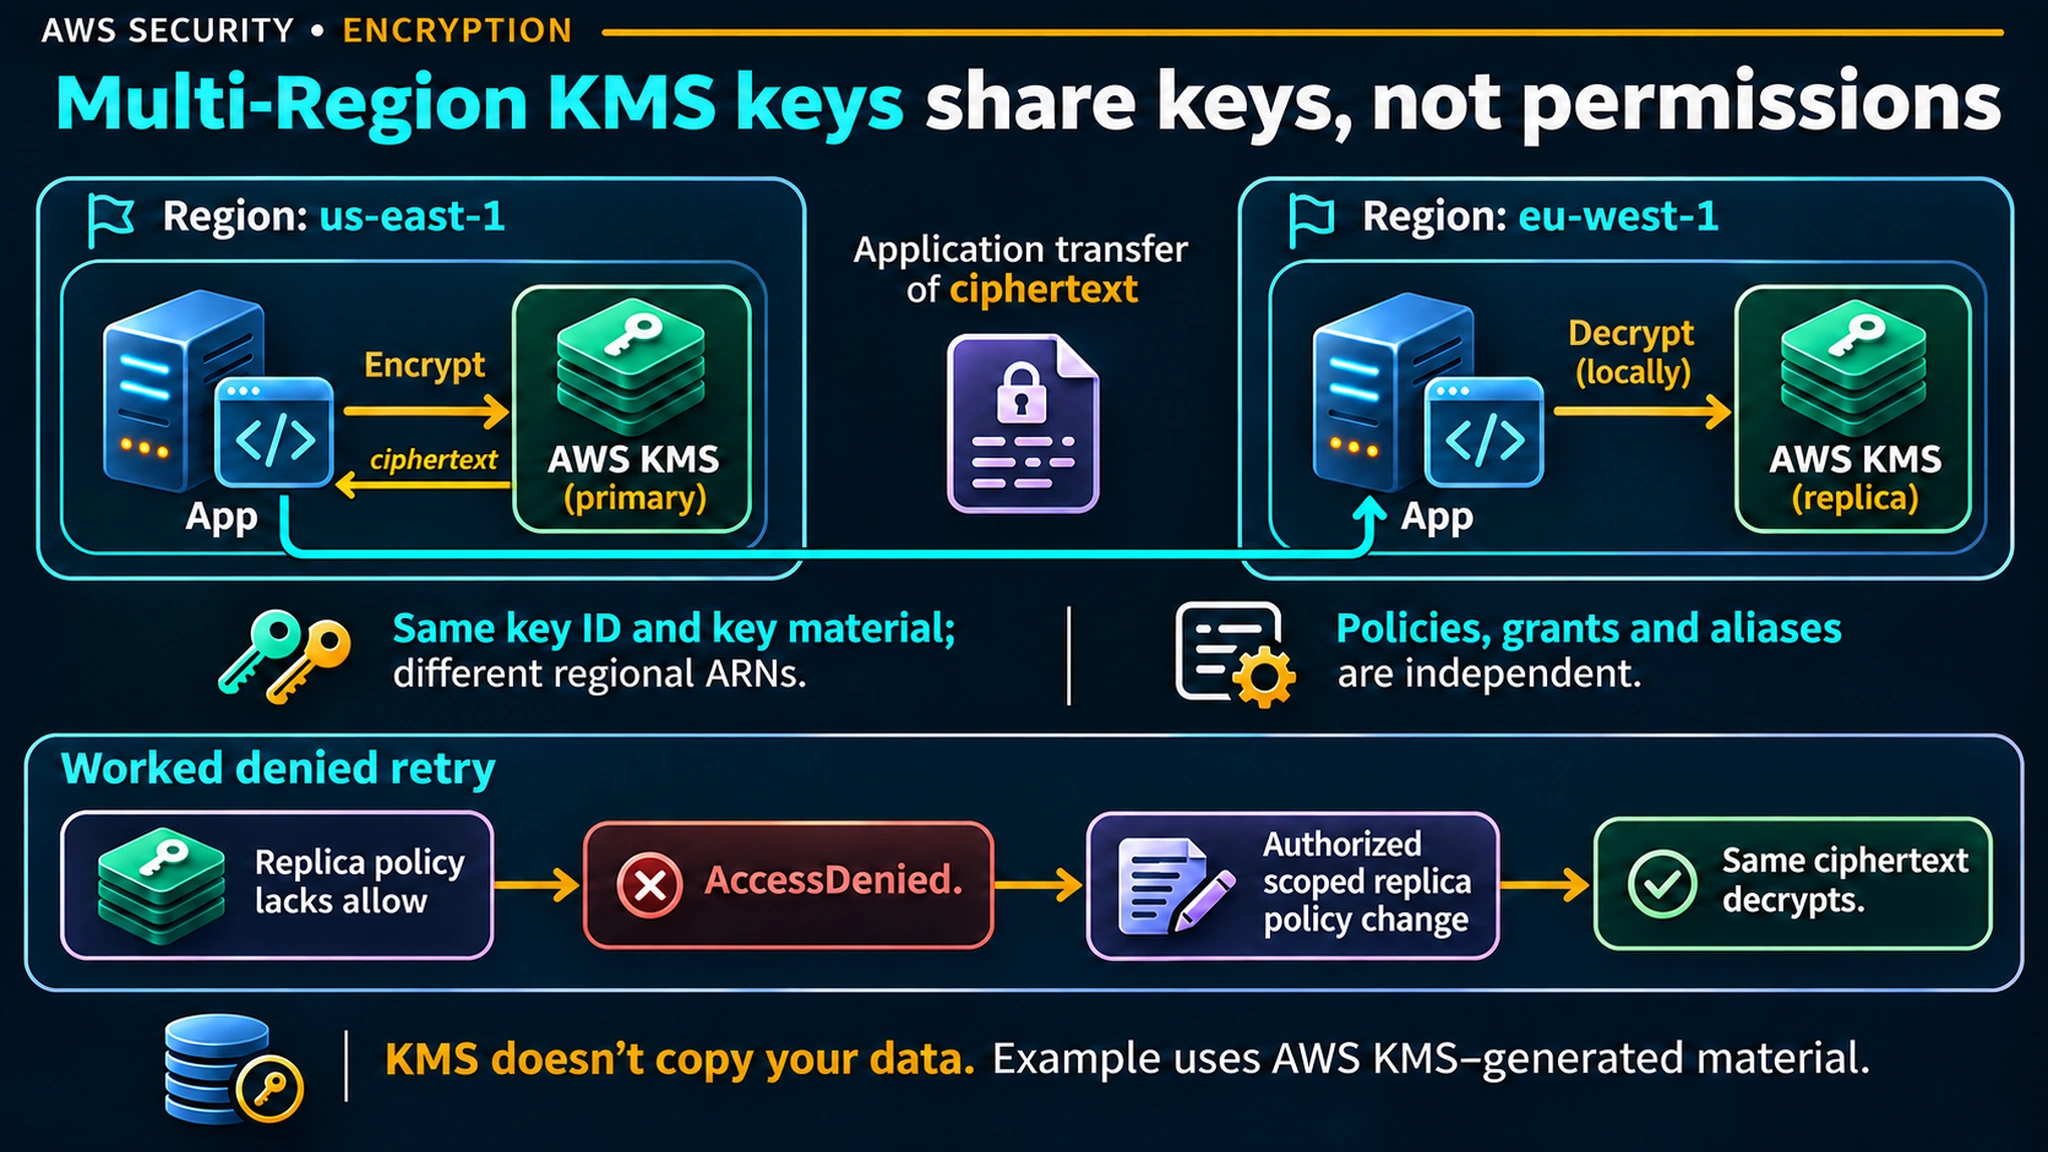 AWS SECURITY • ENCRYPTION
Multi-Region KMS keys share keys, not permissions
Region: us-east-1
Encrypt
ciphertext
App
AWS KMS
(primary)
Application transfer
of ciphertext
Region: eu-west-1
Decrypt
(locally)
App
AWS KMS
(replica)
Same key ID and key material;
different regional ARNs.
Policies, grants and aliases
are independent.
Worked denied retry
Replica policy
lacks allow
AccessDenied.
Authorized
scoped replica
policy change
Same ciphertext
decrypts.
KMS doesn’t copy your data. Example uses AWS KMS–generated material.